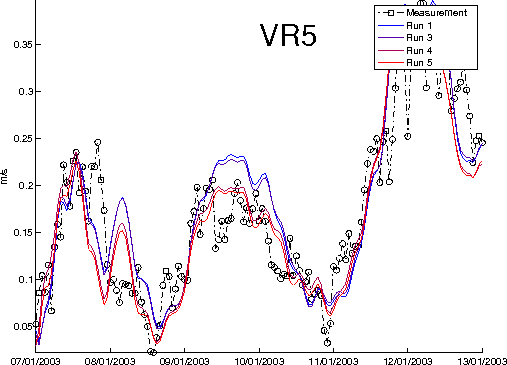 VR5
Measurement
Run 1
Run 3
Run 4
Run 5
0.35
0.3
0.25
0.2
0.15
0.1
0.05
m/s
07/01/2003 08/01/2003 09/01/2003 10/01/2003 11/01/2003 12/01/2003 13/01/2003